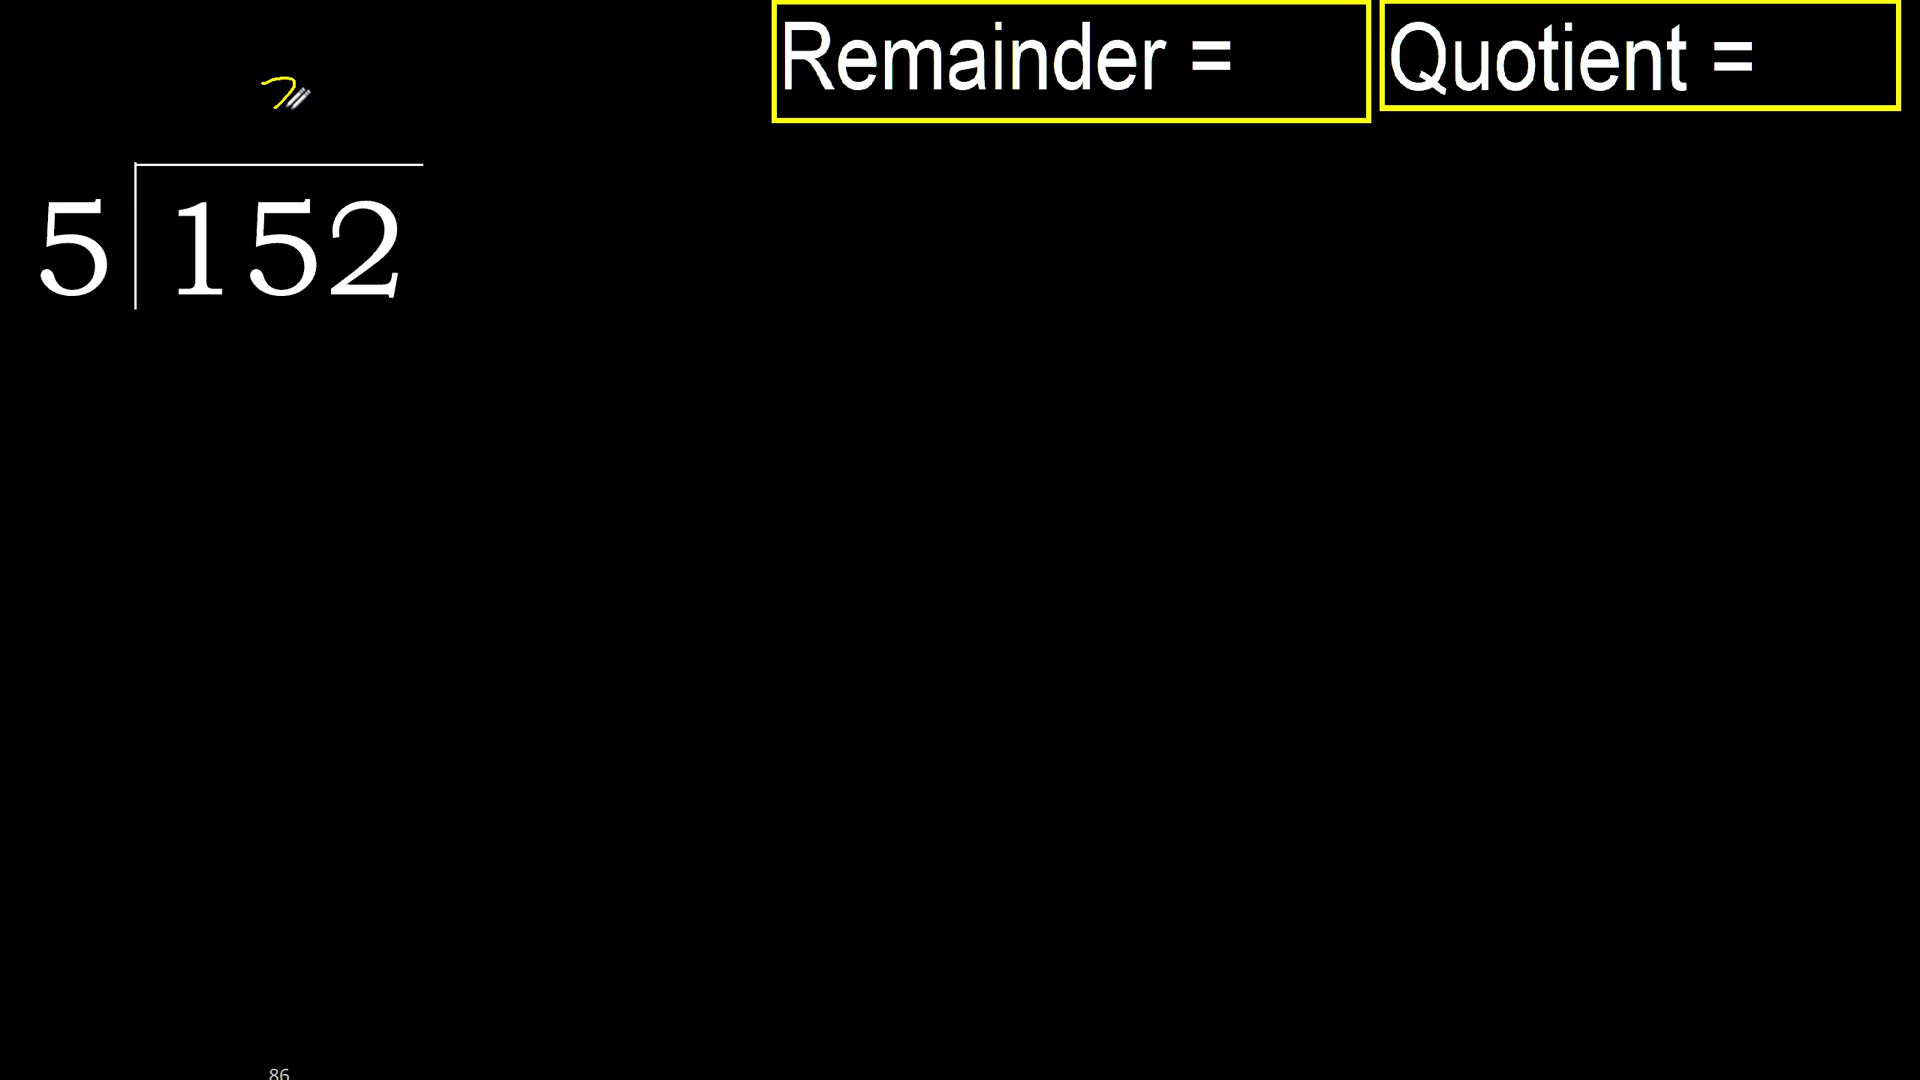 Remainder = Quotient =
5 152
86